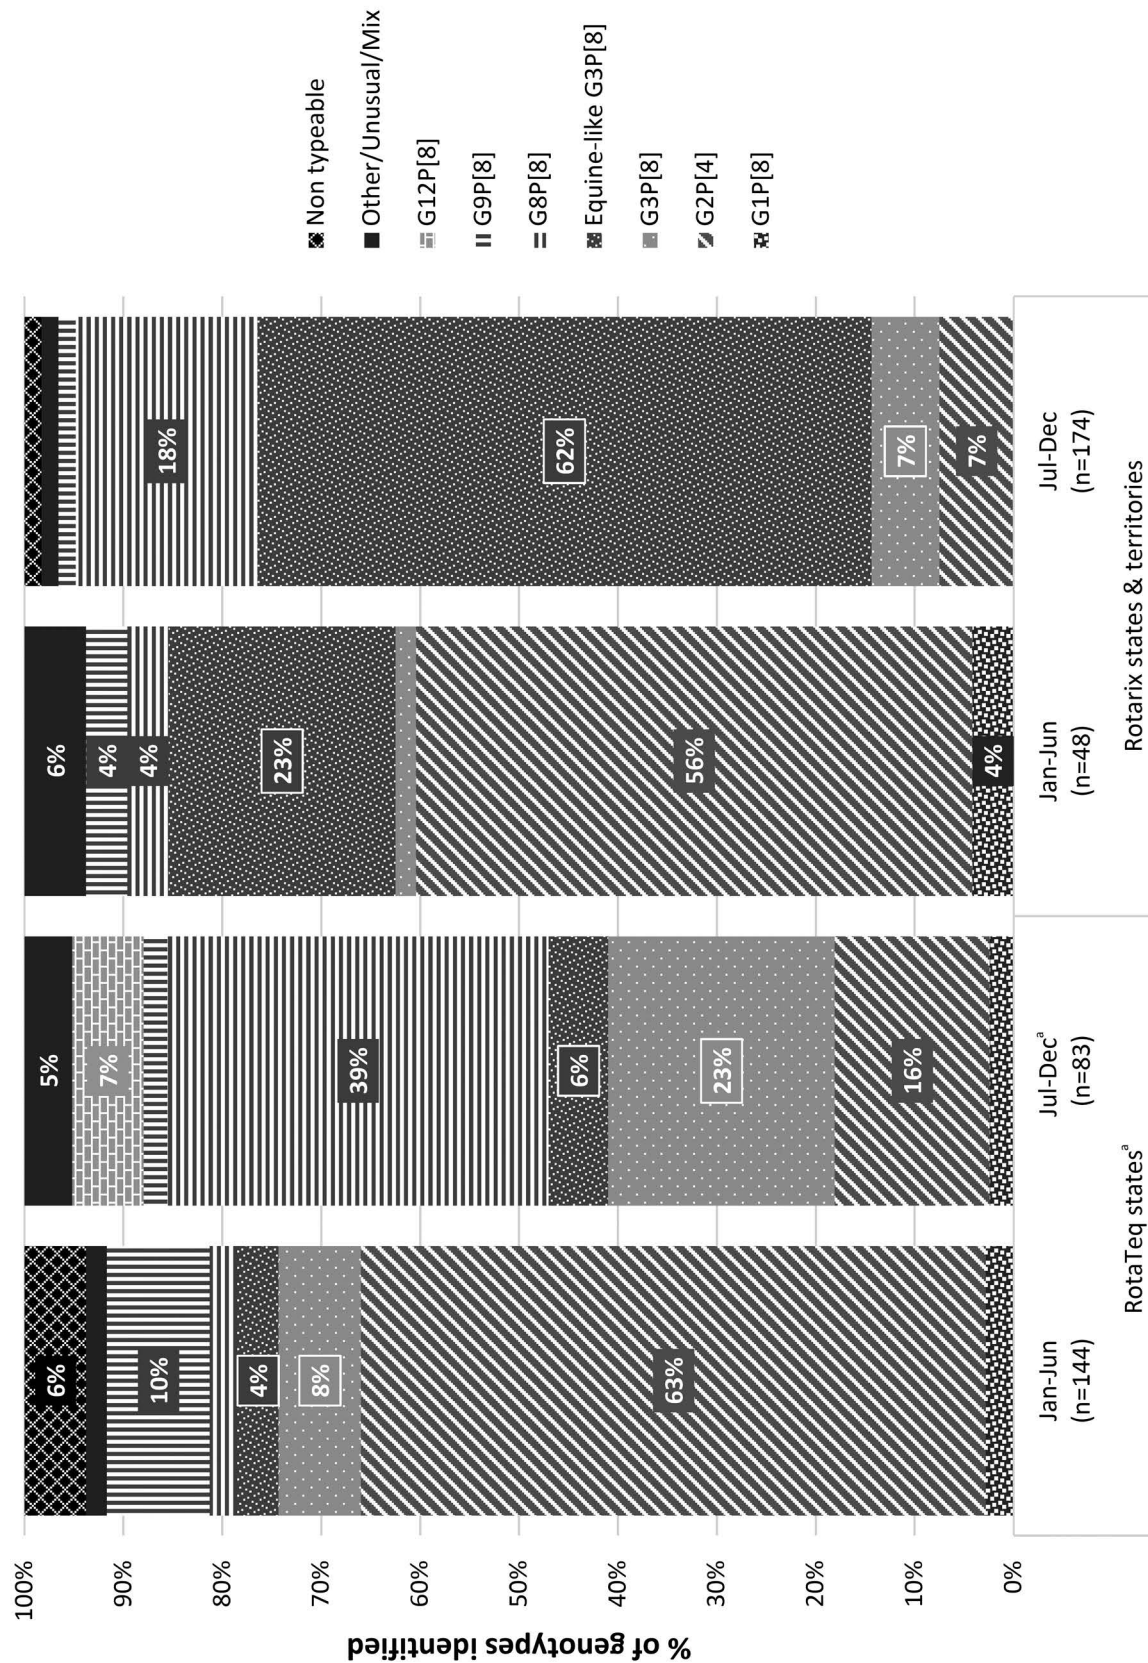 % of genotypes identified
100%
90%
80%
70%
60%
50%
40%
30%
20%
10%
0%
6%
10%
4%
8%
63%
5%
7%
39%
6%
23%
16%
6%
4%
4%
23%
56%
4%
18%
62%
7%
7%
Jan-Jun
(n=144)
Jul-Decᵃ
(n=83)
Jan-Jun
(n=48)
Jul-Dec
(n=174)
RotaTeq statesᵃ
Rotarix states & territories
Non typeable
Other/Unusual/Mix
G12P[8]
G9P[8]
G8P[8]
Equine-like G3P[8]
G3P[8]
G2P[4]
G1P[8]